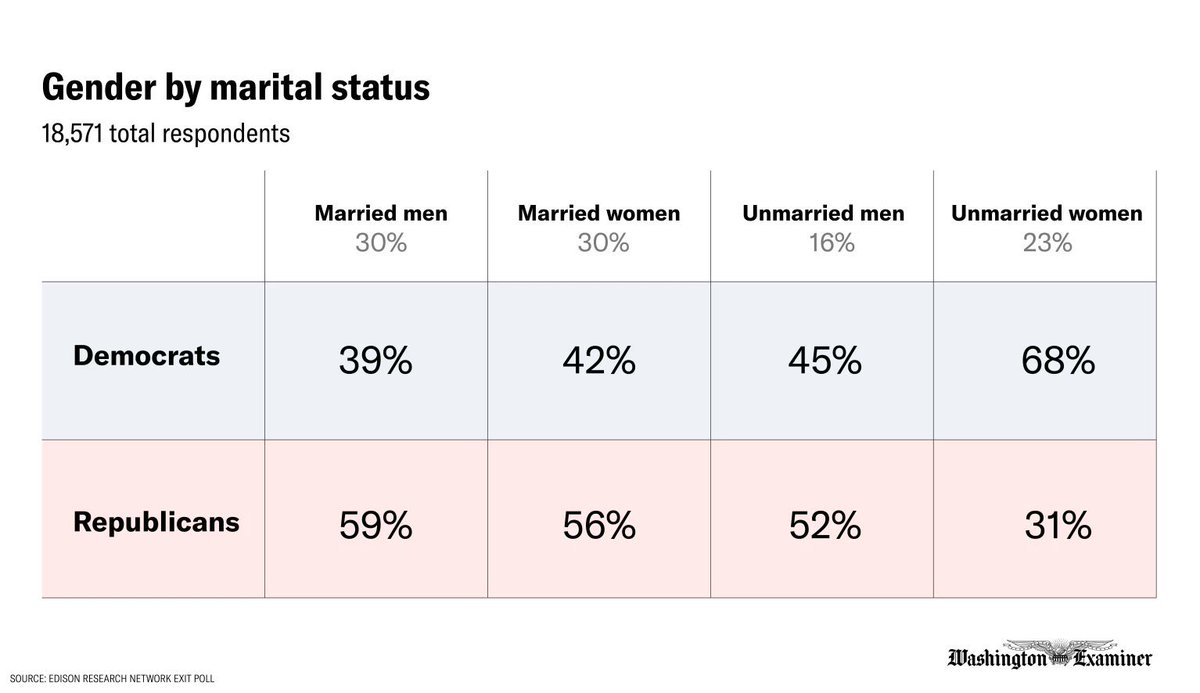 Gender by marital status
18,571 total respondents
Married men Married women Unmarried men Unmarried women
30% 30% 16% 23%
Democrats 39% 42% 45% 68%
Republicans 59% 56% 52% 31%
Washington Examiner
SOURCE: EDISON RESEARCH NETWORK EXIT POLL